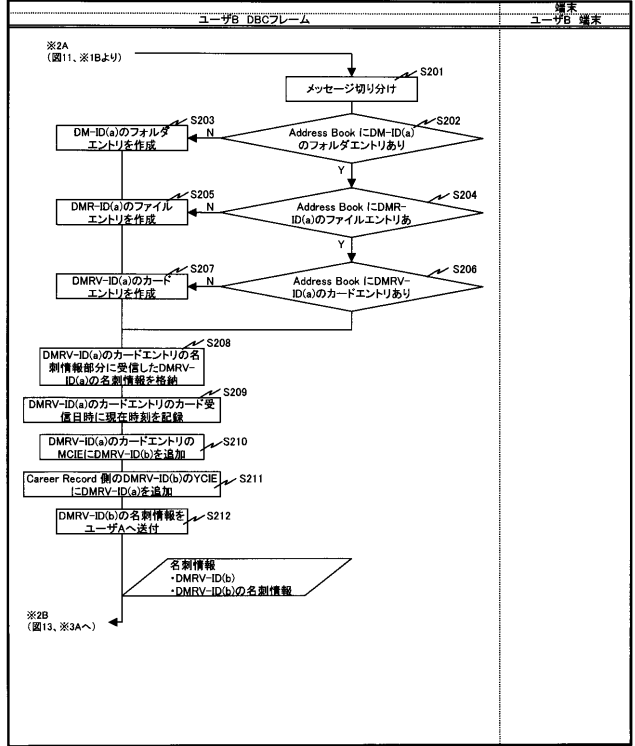 端末
ユーザB DBCフレーム
ユーザB 端末
※2A
(図11、※1Bより)
S201
メッセージ切り分け
S203
DM-ID(a)のフォルダ
エントリを作成
N
S202
Address Book にDM-ID(a)
のフォルダエントリあり
Y
S205
DMR-ID(a)のファイル
エントリを作成
N
S204
Address Book にDMR-
ID(a)のファイルエントリあ
Y
S207
DMRV-ID(a)のカード
エントリを作成
N
S206
Address Book にDMRV-
ID(a)のカードエントリあり
S208
DMRV-ID(a)のカードエントリの名
刺情報部分に受信したDMRV-
ID(a)の名刺情報を格納
S209
DMRV-ID(a)のカードエントリのカード受
信日時に現在時刻を記録
DMRV-ID(a)のカードエントリの
MCIEにDMRV-ID(b)を追加
S210
Career Record 側のDMRV-ID(b)のYCIE
にDMRV-ID(a)を追加
S211
DMRV-ID(b)の名刺情報を
ユーザAへ送付
S212
名刺情報
・DMRV-ID(b)
・DMRV-ID(b)の名刺情報
※2B
(図13、※3Aへ)